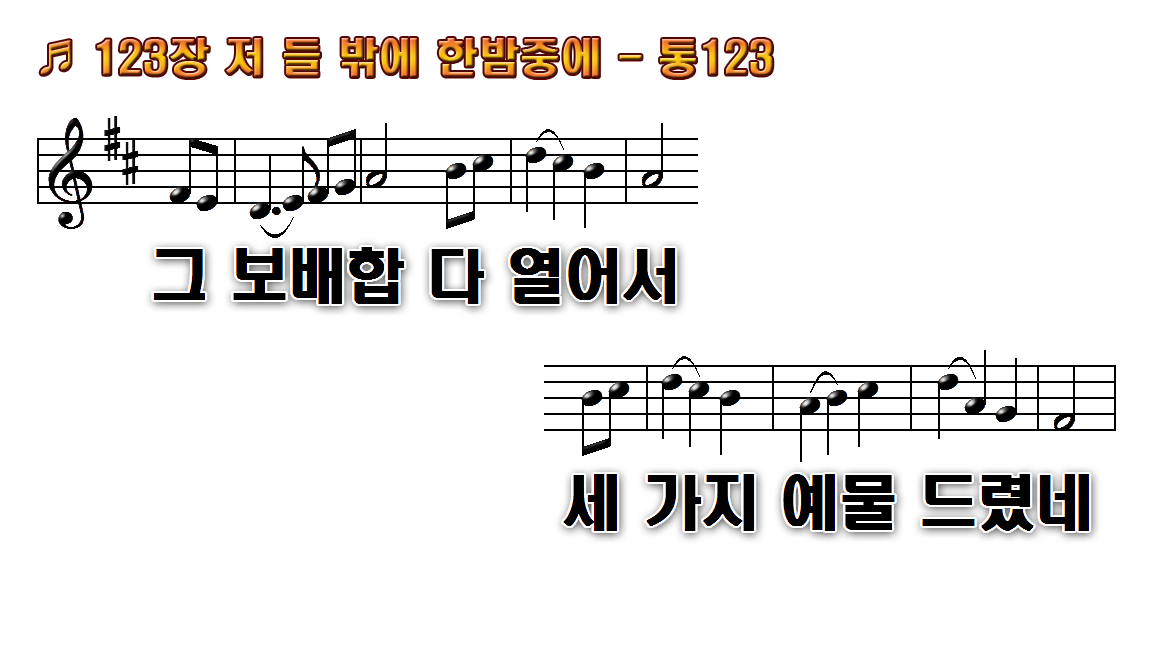 ♬ 123장 저 들 밖에 한밤중에 - 통123
그 보배합 다 열어서
세 가지 예물 드렸네